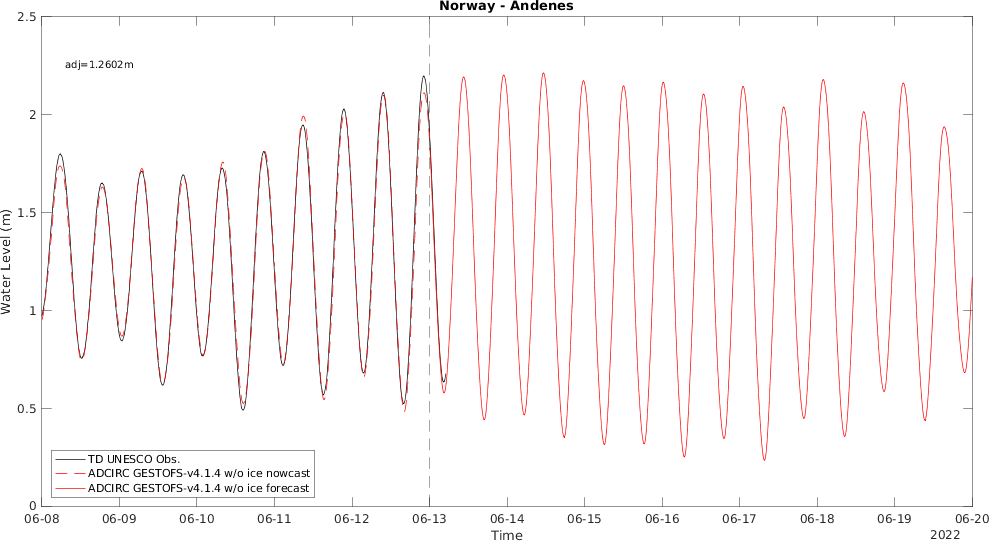 Norway - Andenes
2.5
adj=1.2602m
2
1.5
Water Level (m)
1
0.5
TD UNESCO Obs.
ADCIRC GESTOFS-v4.1.4 w/o ice nowcast
ADCIRC GESTOFS-v4.1.4 w/o ice forecast
0
06-08 06-09 06-10 06-11 06-12 06-13 06-14 06-15 06-16 06-17 06-18 06-19 06-20
Time
2022